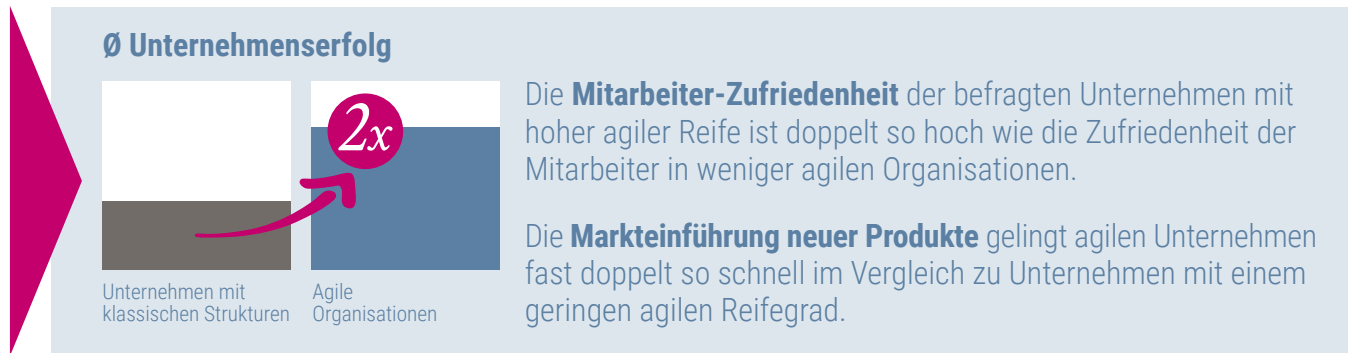 Ø Unternehmenserfolg
2x
Unternehmen mit
klassischen Strukturen
Agile
Organisationen
Die Mitarbeiter-Zufriedenheit der befragten Unternehmen mit
hoher agiler Reife ist doppelt so hoch wie die Zufriedenheit der
Mitarbeiter in weniger agilen Organisationen.
Die Markteinführung neuer Produkte gelingt agilen Unternehmen
fast doppelt so schnell im Vergleich zu Unternehmen mit einem
geringen agilen Reifegrad.